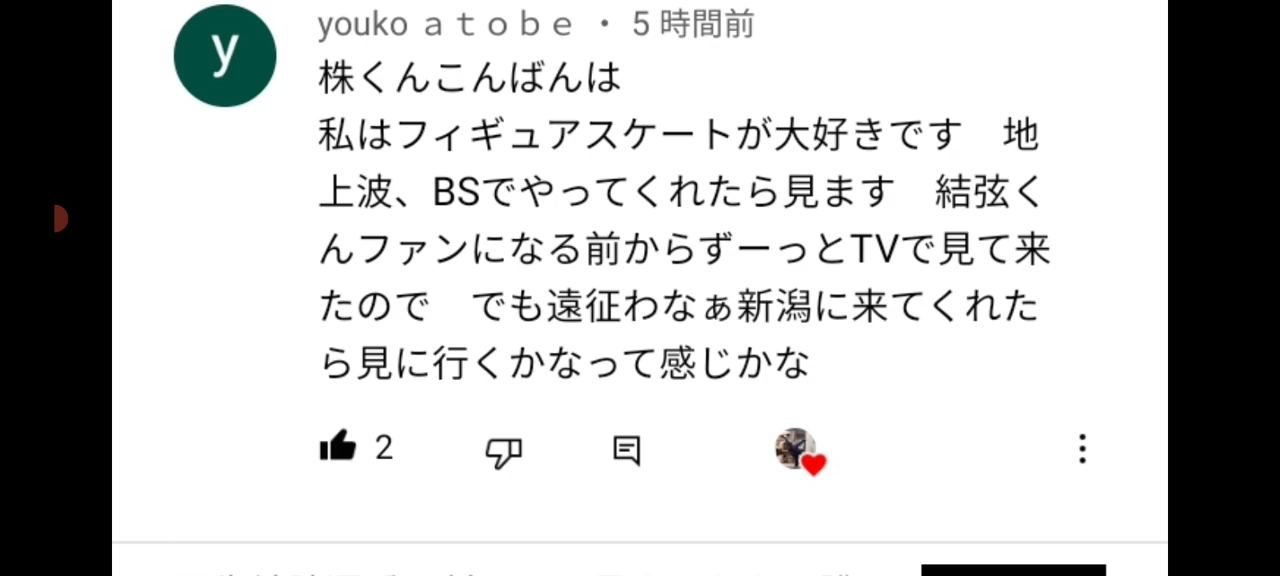 y
youko ａｔｏｂｅ ・ 5 時間前
株くんこんばんは
私はフィギュアスケートが大好きです　地
上波、BSでやってくれたら見ます　結弦く
んファンになる前からずーっとTVで見て来
たので　でも遠征わなぁ新潟に来てくれた
ら見に行くかなって感じかな
2